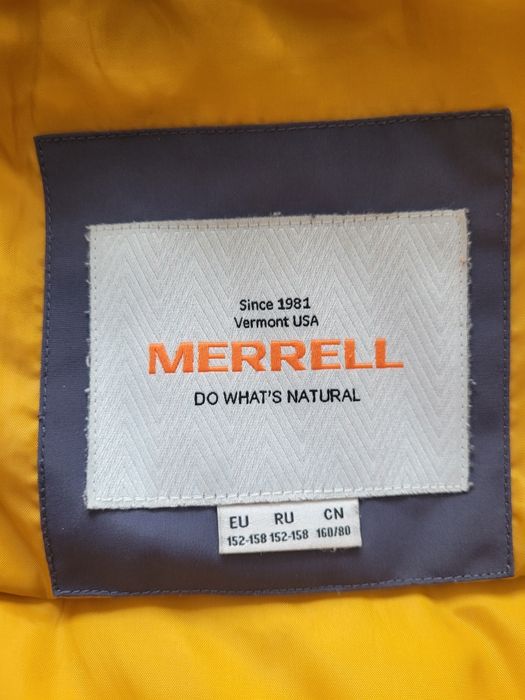 Since 1981
Vermont USA
MERRELL
DO WHAT'S NATURAL
EU RU CN
152-158 152-158 160/80